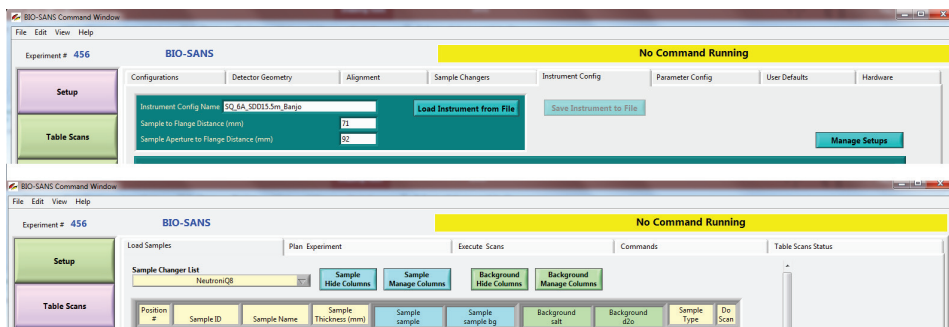 BIO-SANS Command Window
File Edit View Help
Experiment # 456 BIO-SANS No Command Running
Setup
Configurations Detector Geometry Alignment Sample Changers Instrument Config Parameter Config User Defaults Hardware
Instrument Config Name SQ_6A_SDD15.5m_Banjo Load Instrument from File Save Instrument to File
Sample to Flange Distance (mm) 71
Sample Aperture to Flange Distance (mm) 92
Table Scans
Manage Setups
BIO-SANS Command Window
File Edit View Help
Experiment # 456 BIO-SANS No Command Running
Setup
Load Samples Plan Experiment Execute Scans Commands Table Scans Status
Sample Changer List
NeutroniQ8
Sample Hide Columns
Sample Manage Columns
Background Hide Columns
Background Manage Columns
Table Scans
Position # Sample ID Sample Name Sample Thickness (mm) Sample sample Sample sample bg Background salt Background d2o Sample Type Do Scan